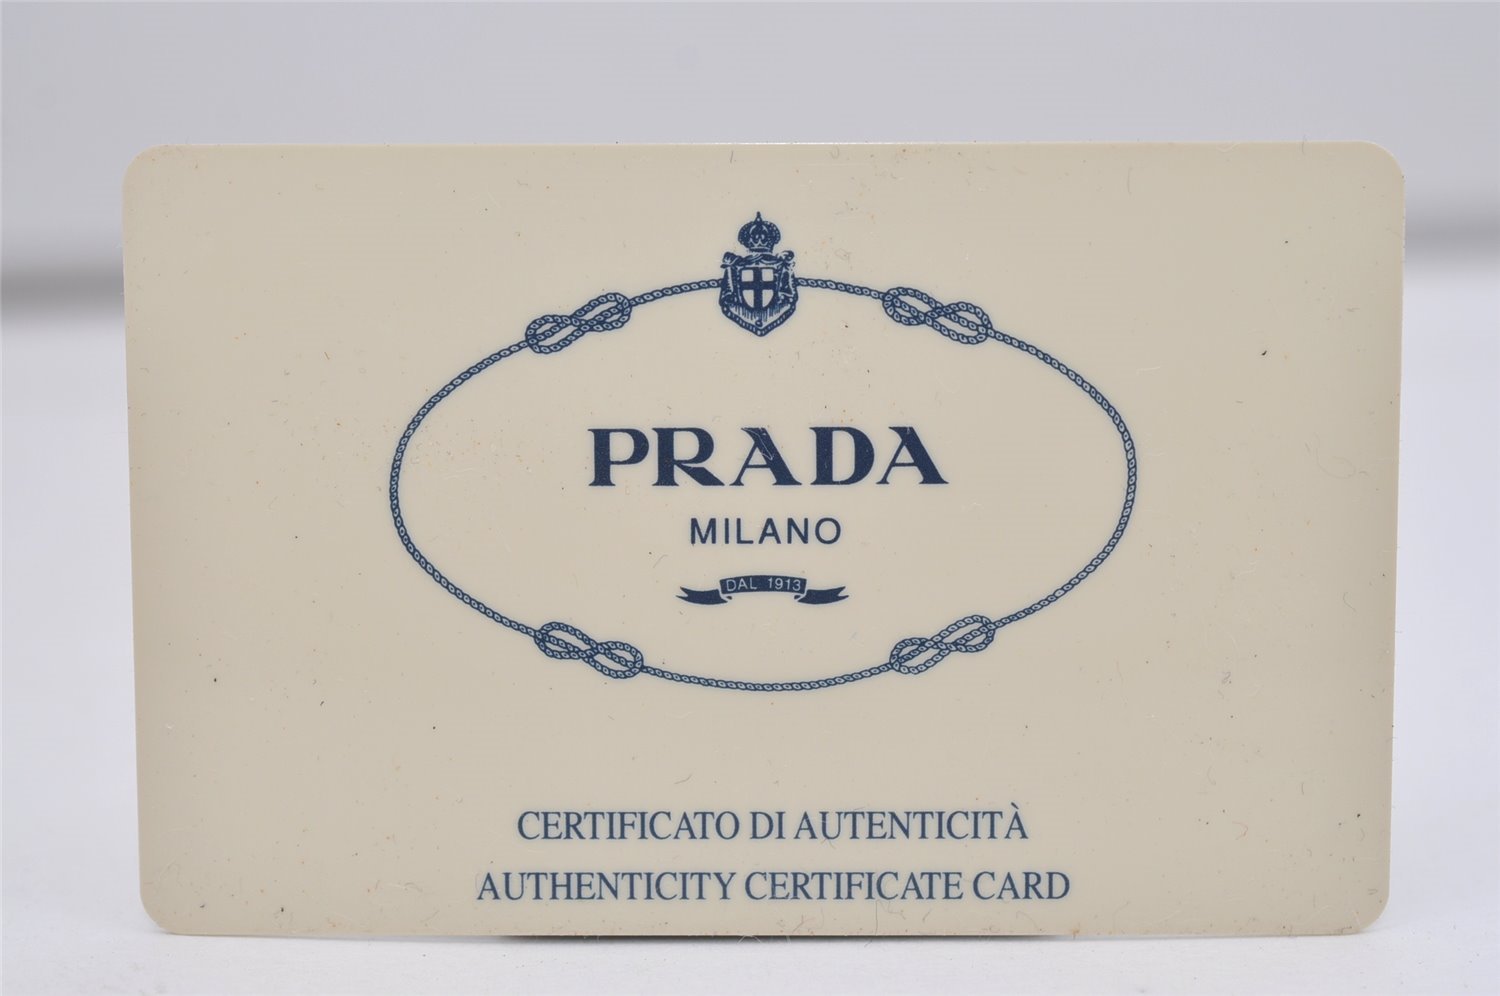 PRADA
MILANO
DAL 1913
CERTIFICATO DI AUTENTICITÀ
AUTHENTICITY CERTIFICATE CARD